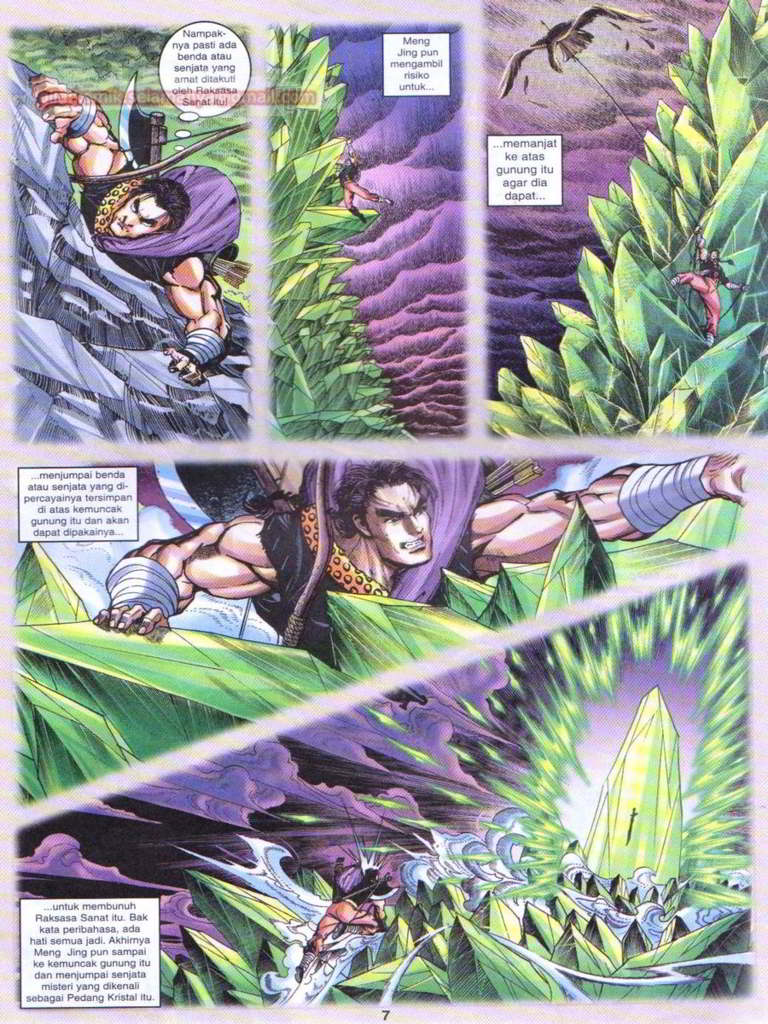 Nampak-
nya pasti ada
benda atau
senjata yang
amat ditakuti
oleh Raksasa
Sanat itu!
Meng
Jing pun
mengambil
risiko
untuk...
...memanjat
ke atas
gunung itu
agar dia
dapat...
...menjumpai benda
atau senjata yang di-
percayainya tersimpan
di atas kemuncak
gunung itu dan akan
dapat dipakainya...
...untuk membunuh
Raksasa Sanat itu. Bak
kata peribahasa, ada
hati semua jadi. Akhirnya
Meng Jing pun sampai
ke kemuncak gunung itu
dan menjumpai senjata
misteri yang dikenali
sebagai Pedang Kristal itu.
7